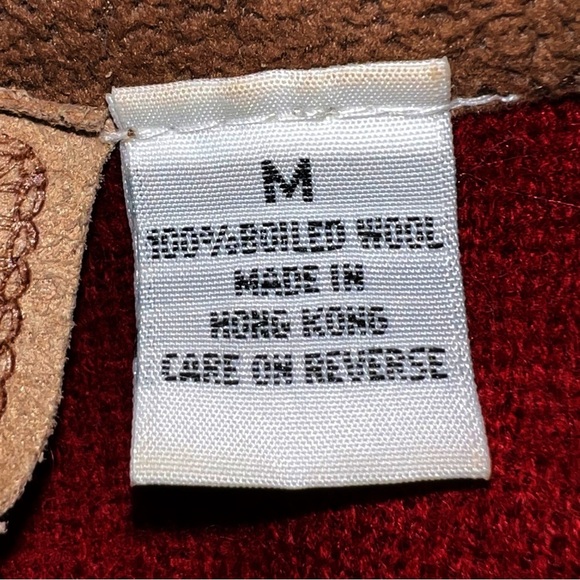 M
100%BOILED WOOL
MADE IN
HONG KONG
CARE ON REVERSE